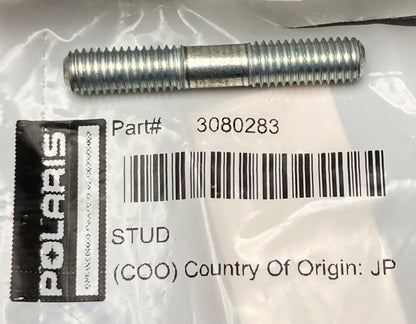 Part# 3080283
POLARIS
STUD
(COO) Country Of Origin: JP